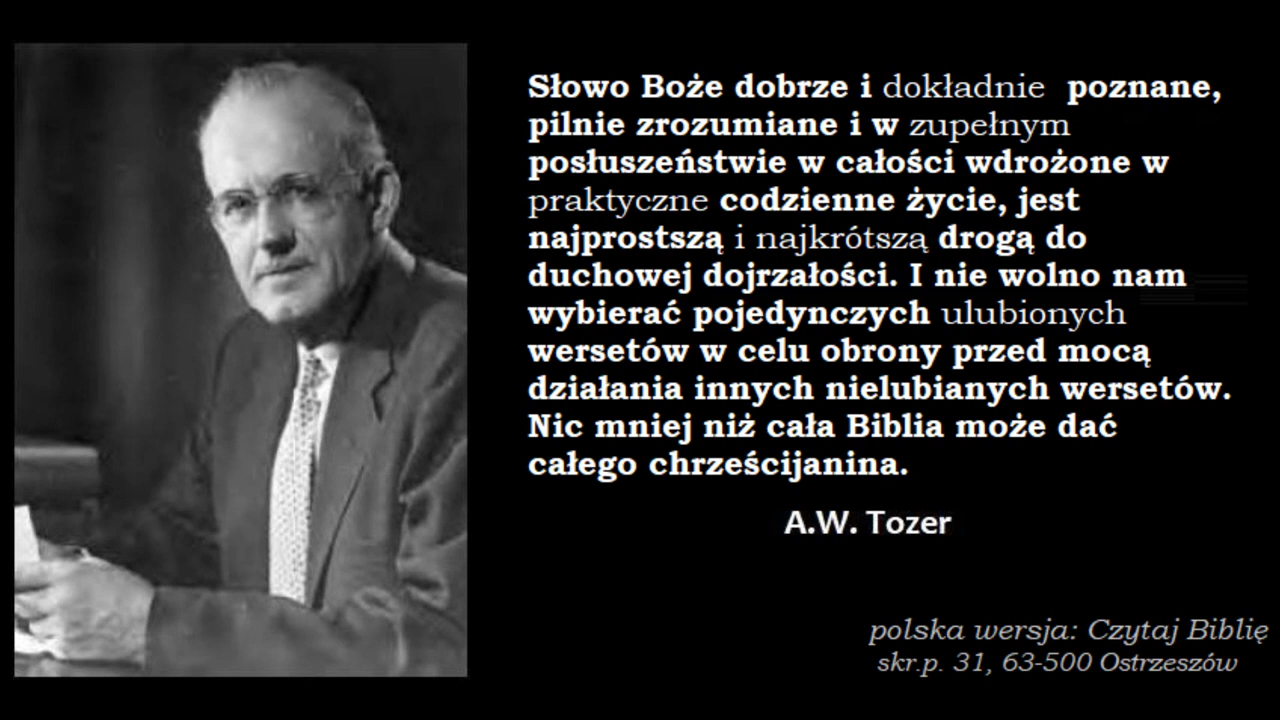 Słowo Boże dobrze i dokładnie poznane,
pilnie zrozumiane i w zupełnym
posłuszeństwie w całości wdrożone w
praktyczne codzienne życie, jest
najprostszą i najkrótszą drogą do
duchowej dojrzałości. I nie wolno nam
wybierać pojedynczych ulubionych
wersetów w celu obrony przed mocą
działania innych nielubianych wersetów.
Nic mniej niż cała Biblia może dać
całego chrześcijanina.
A.W. Tozer
polska wersja: Czytaj Biblię
skr.p. 31, 63-500 Ostrzeszów